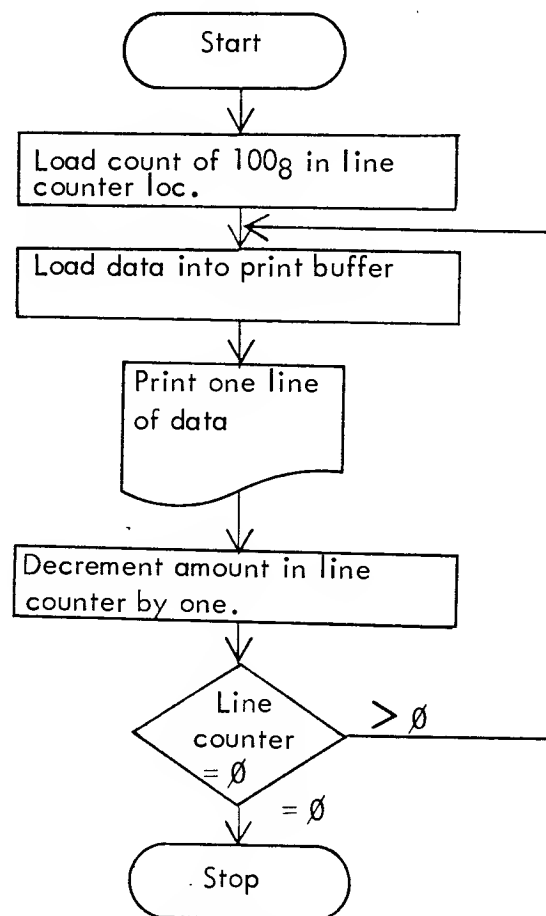 Start
Load count of 100₈ in line
counter loc.
Load data into print buffer
Print one line
of data
Decrement amount in line
counter by one.
Line
counter
= Ø
> Ø
= Ø
Stop